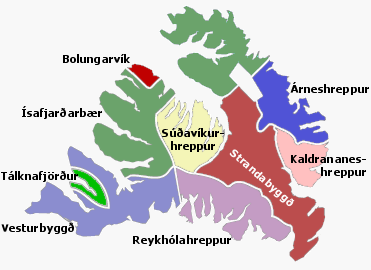 Bolungarvík
Árneshreppur
Ísafjarðarbær
Súðavíkur-
hreppur
Kaldrananes-
hreppur
Strandabyggð
Tálknafjörður
Vesturbyggð
Reykhólahreppur